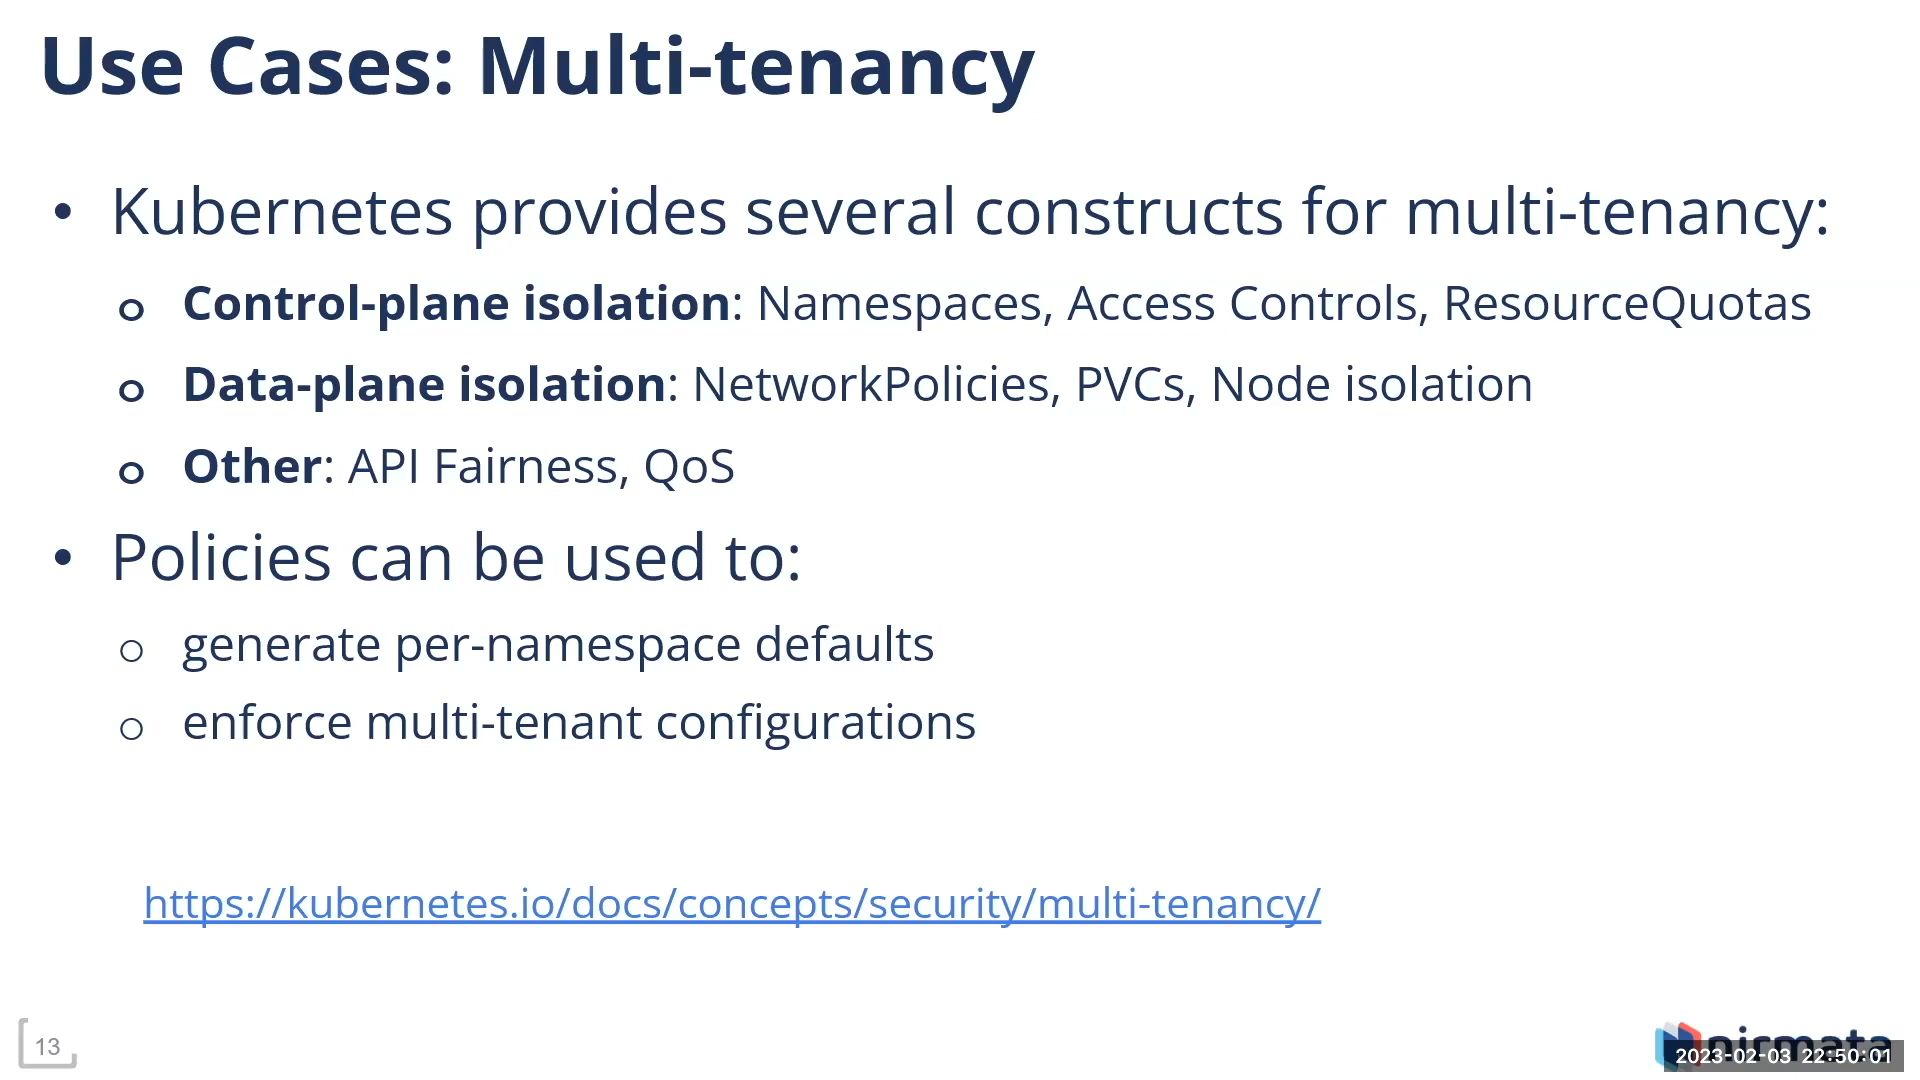 Use Cases: Multi-tenancy
• Kubernetes provides several constructs for multi-tenancy:
o Control-plane isolation: Namespaces, Access Controls, ResourceQuotas
o Data-plane isolation: NetworkPolicies, PVCs, Node isolation
o Other: API Fairness, QoS
• Policies can be used to:
○ generate per-namespace defaults
○ enforce multi-tenant configurations
https://kubernetes.io/docs/concepts/security/multi-tenancy/
13
nirmata
2023-02-03 22:50:01